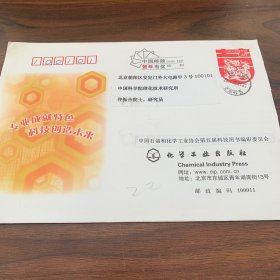 中国邮政
贺年有奖
北京朝阳区安定门外大屯路甲3号 100101
中国科学院
研究员
专业成就特色
科技创造未来
中国石油和化学工业协会第五届科技图书编审委员会
化学工业出版社
Chemical Industry Press
网址: www.cip.com.cn
地址: 北京市东城区青年湖南街13号
邮政编码 100011